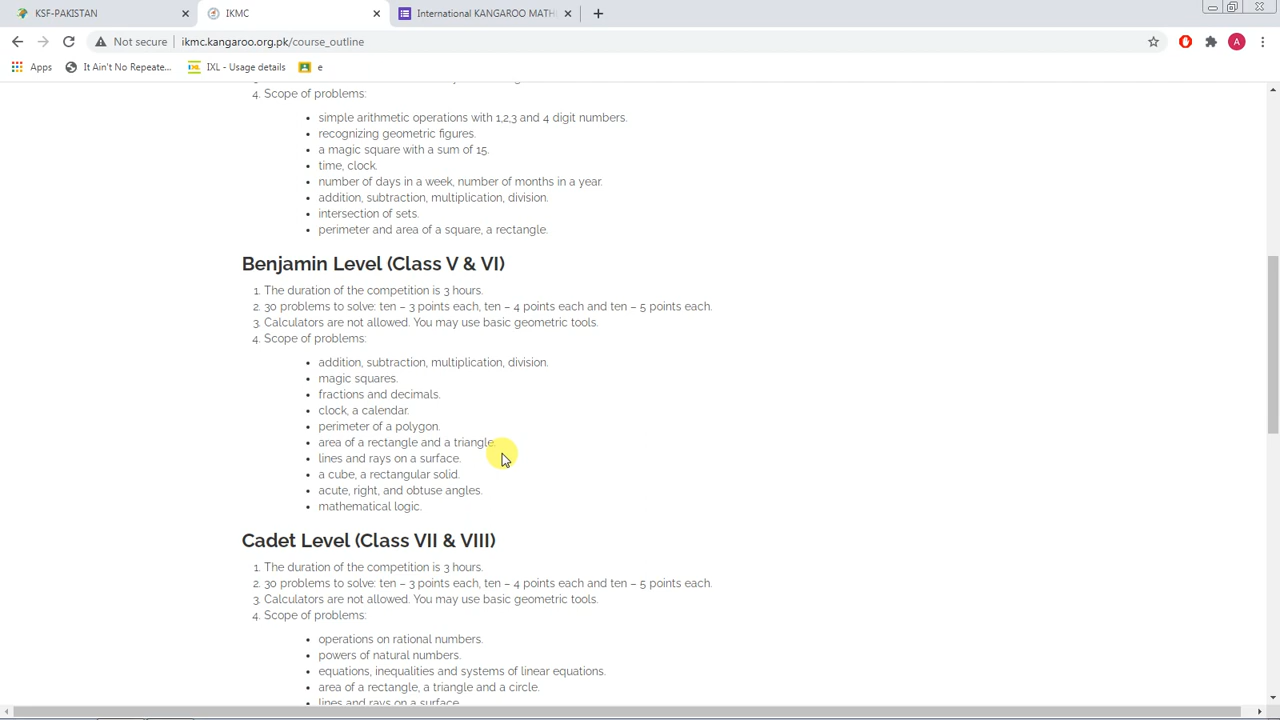 KSF-PAKISTAN
IKMC
International KANGAROO MATH
Not secure
ikmc.kangaroo.org.pk/course_outline
A
Apps
It Ain't No Repeate...
IXL - Usage details
e
4. Scope of problems:
• simple arithmetic operations with 1,2,3 and 4 digit numbers.
• recognizing geometric figures.
• a magic square with a sum of 15.
• time, clock.
• number of days in a week, number of months in a year.
• addition, subtraction, multiplication, division.
• intersection of sets.
• perimeter and area of a square, a rectangle.
Benjamin Level (Class V & VI)
1. The duration of the competition is 3 hours.
2. 30 problems to solve: ten – 3 points each, ten – 4 points each and ten – 5 points each.
3. Calculators are not allowed. You may use basic geometric tools.
4. Scope of problems:
• addition, subtraction, multiplication, division.
• magic squares.
• fractions and decimals.
• clock, a calendar.
• perimeter of a polygon.
• area of a rectangle and a triangle.
• lines and rays on a surface.
• a cube, a rectangular solid.
• acute, right, and obtuse angles.
• mathematical logic.
Cadet Level (Class VII & VIII)
1. The duration of the competition is 3 hours.
2. 30 problems to solve: ten – 3 points each, ten – 4 points each and ten – 5 points each.
3. Calculators are not allowed. You may use basic geometric tools.
4. Scope of problems:
• operations on rational numbers.
• powers of natural numbers.
• equations, inequalities and systems of linear equations.
• area of a rectangle, a triangle and a circle.
• lines and rays on a surface.